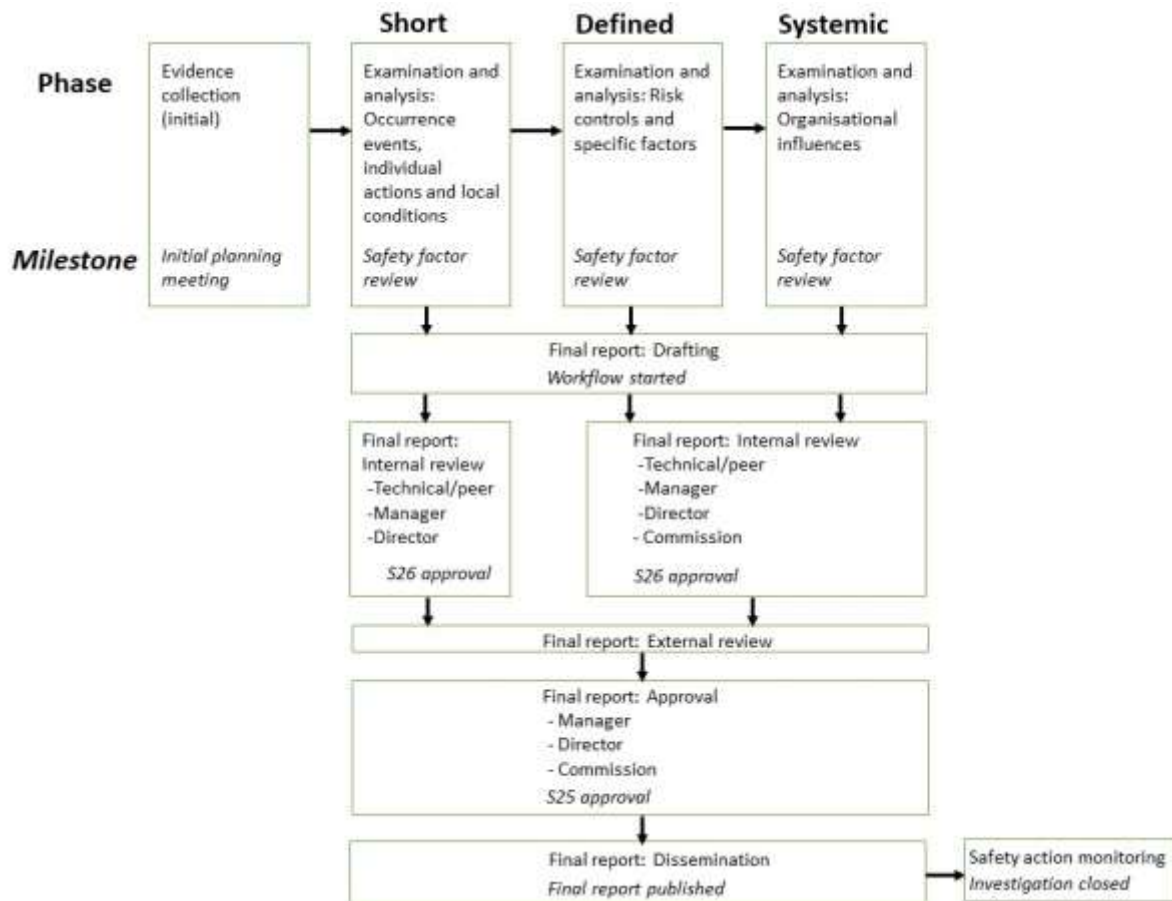 Short
Defined
Systemic
Phase
Evidence
collection
(initial)
Examination and
analysis:
Occurrence
events,
individual
actions and local
conditions
Examination and
analysis: Risk
controls and
specific factors
Examination and
analysis:
Organisational
influences
Milestone
Initial planning
meeting
Safety factor
review
Safety factor
review
Safety factor
review
Final report: Drafting
Workflow started
Final report:
Internal review
-Technical/peer
-Manager
-Director
S26 approval
Final report: Internal review
-Technical/peer
-Manager
-Director
- Commission
S26 approval
Final report: External review
Final report: Approval
- Manager
- Director
- Commission
S25 approval
Final report: Dissemination
Final report published
Safety action monitoring
Investigation closed